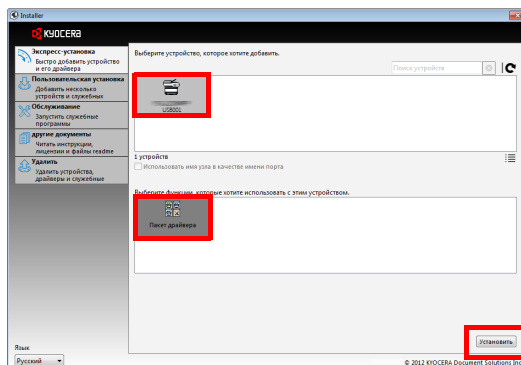 Installer
KYOCERA
Экспресс-установка
Быстро добавить устройство
и его драйвера
Пользовательская установка
Добавить несколько
устройств и служебных
Обслуживание
Запустить служебные
программы
другие документы
Читать инструкции,
лицензии и файлы readme
Удалить
Удалить устройства,
драйверы и служебные
Выберите устройство, которое хотите добавить.
Поиск устройств
USB001
1 устройств
Использовать имя узла в качестве имени порта
Выберите функции, которые хотите использовать с этим устройством.
Пакет драйвера
Установить
Язык
Русский
© 2012 KYOCERA Document Solutions Inc